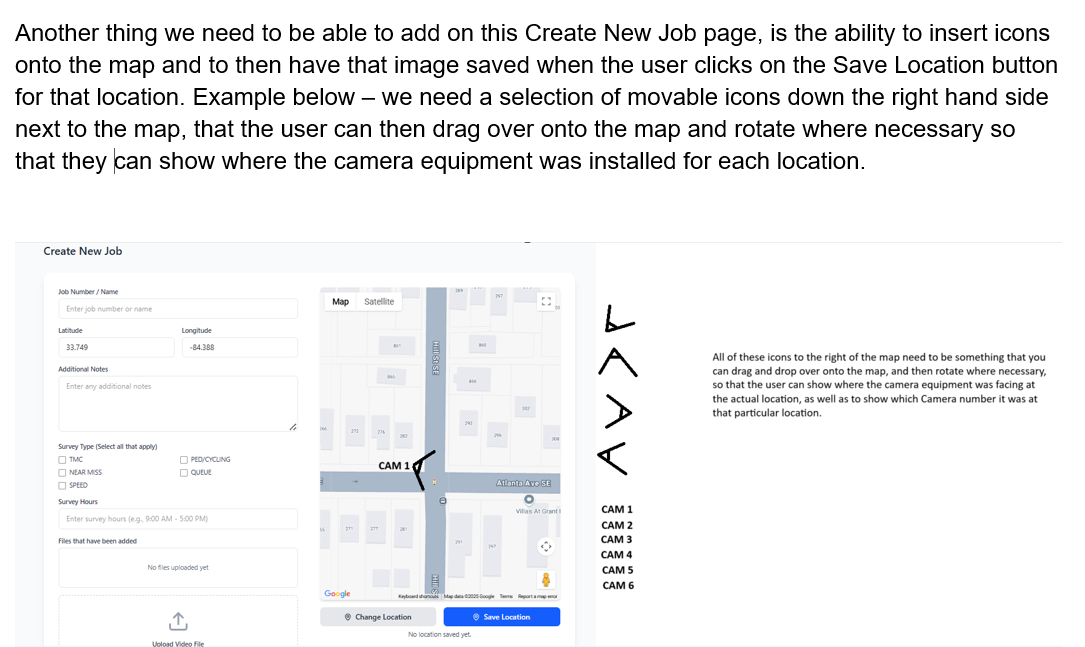 Another thing we need to be able to add on this Create New Job page, is the ability to insert icons
onto the map and to then have that image saved when the user clicks on the Save Location button
for that location. Example below – we need a selection of movable icons down the right hand side
next to the map, that the user can then drag over onto the map and rotate where necessary so
that they can show where the camera equipment was installed for each location.
Create New Job
Job Number / Name
Enter job number or name
Latitude
Longitude
33.749
-84.388
Additional Notes
Enter any additional notes
Survey Type (Select all that apply)
TMC
PED/CYCLING
NEAR MISS
QUEUE
SPEED
Survey Hours
Enter survey hours (e.g., 9:00 AM - 5:00 PM)
Files that have been added
No files uploaded yet
Upload Video File
Map
Satellite
Hill St SE
272
276
CAM 1
Atlanta Ave SE
Villas At Grant
271
277
281
Google
Keyboard shortcuts
Map data ©2025 Google
Terms
Report a map error
Change Location
Save Location
No location saved yet.
CAM 1
CAM 2
CAM 3
CAM 4
CAM 5
CAM 6
All of these icons to the right of the map need to be something that you
can drag and drop over onto the map, and then rotate where necessary,
so that the user can show where the camera equipment was facing at
the actual location, as well as to show which Camera number it was at
that particular location.